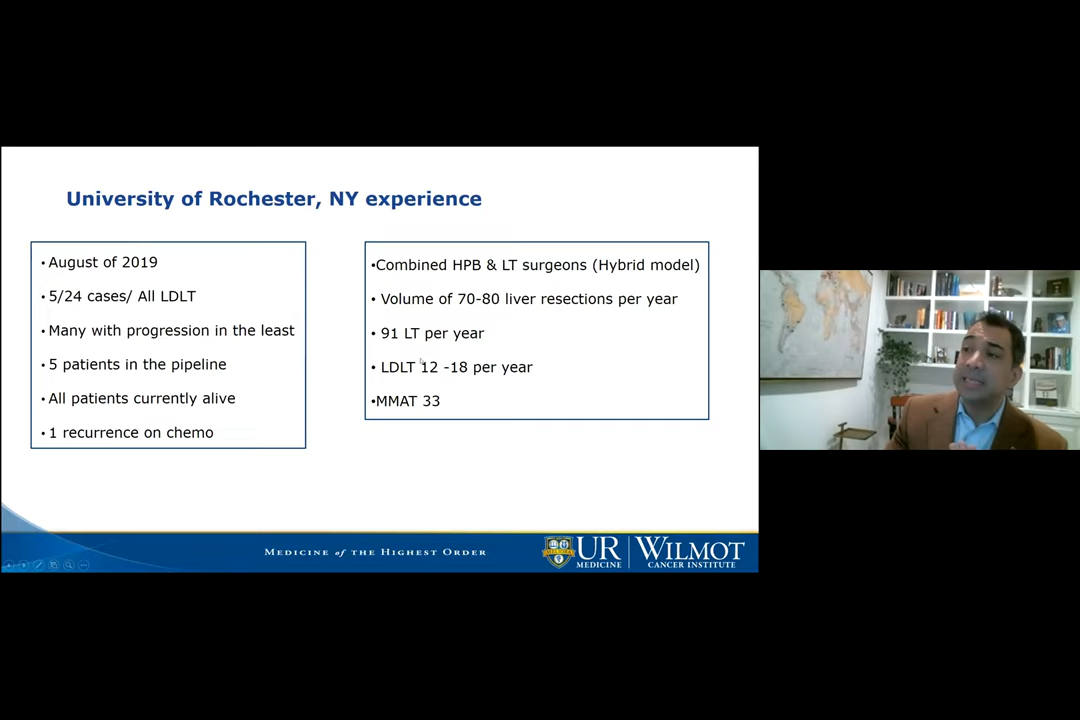 University of Rochester, NY experience
• August of 2019
• 5/24 cases/ All LDLT
• Many with progression in the least
• 5 patients in the pipeline
• All patients currently alive
• 1 recurrence on chemo
•Combined HPB & LT surgeons (Hybrid model)
• Volume of 70-80 liver resections per year
• 91 LT per year
• LDLT 12 -18 per year
•MMAT 33
MEDICINE of THE HIGHEST ORDER
UR
MEDICINE
WILMOT
CANCER INSTITUTE